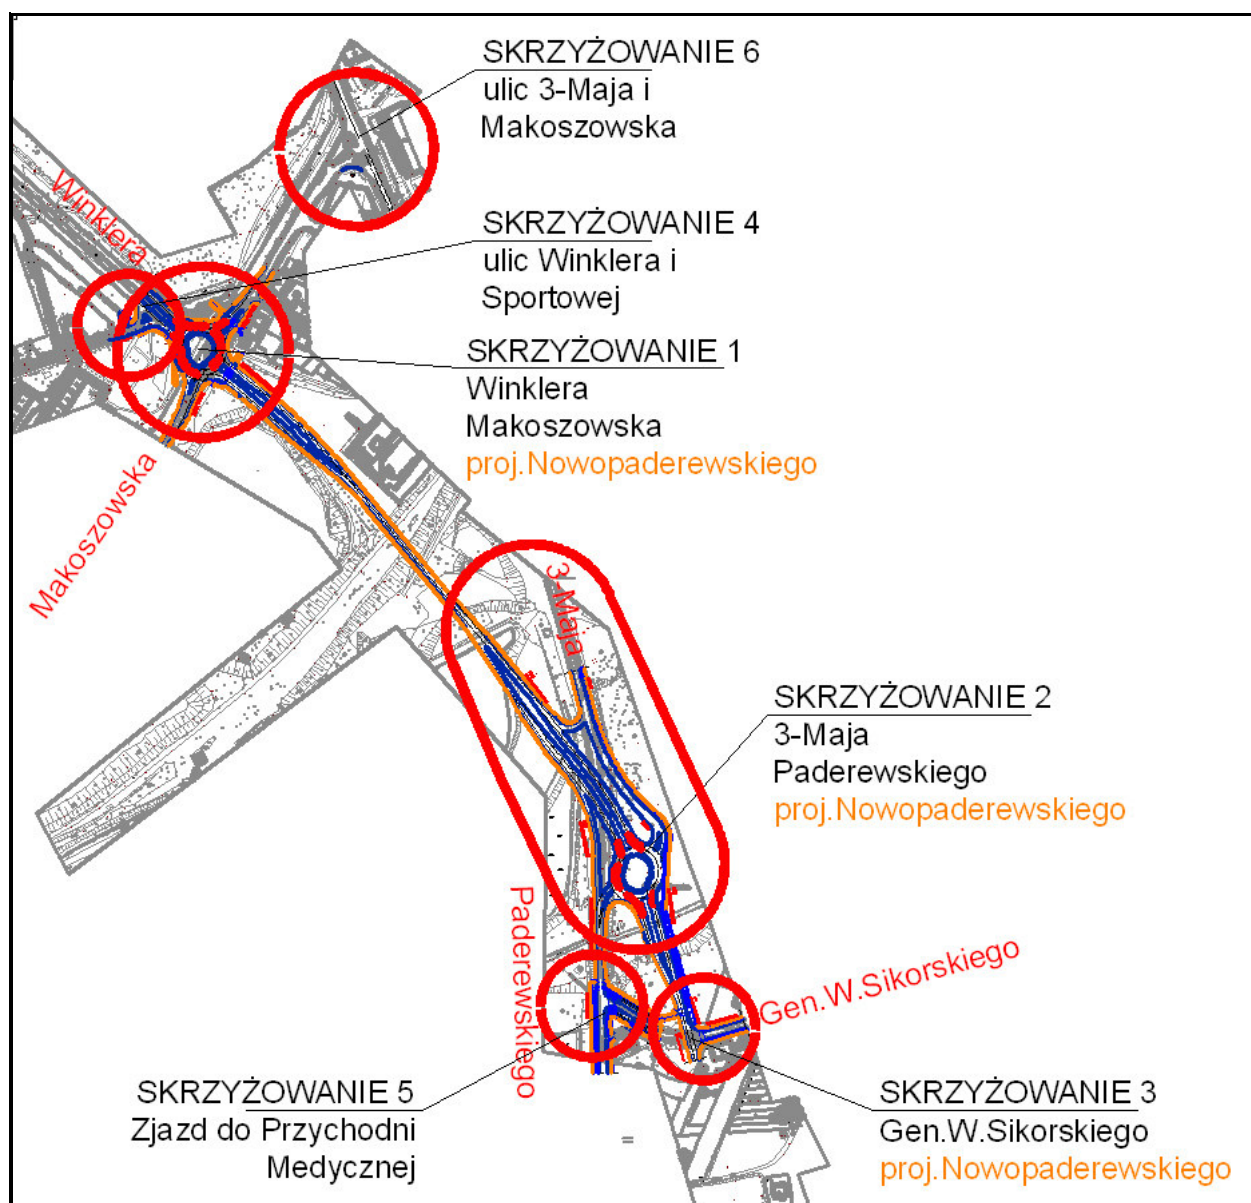 SKRZYŻOWANIE 6
ulic 3-Maja i
Makoszowska
Winklera
SKRZYŻOWANIE 4
ulic Winklera i
Sportowej
SKRZYŻOWANIE 1
Winklera
Makoszowska
proj.Nowopaderewskiego
Makoszowska
3-Maja
SKRZYŻOWANIE 2
3-Maja
Paderewskiego
proj.Nowopaderewskiego
Paderewskiego
Gen.W.Sikorskiego
SKRZYŻOWANIE 5
Zjazd do Przychodni
Medycznej
SKRZYŻOWANIE 3
Gen.W.Sikorskiego
proj.Nowopaderewskiego